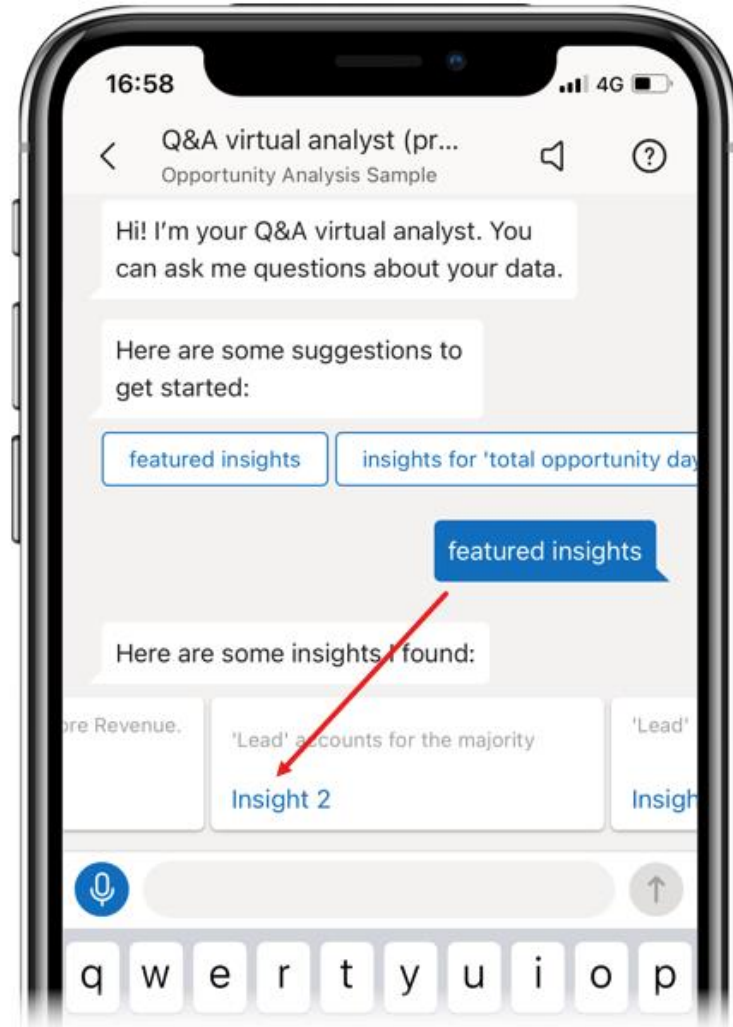 16:58
4G
Q&A virtual analyst (pr...
Opportunity Analysis Sample
Hi! I'm your Q&A virtual analyst. You
can ask me questions about your data.
Here are some suggestions to
get started:
featured insights
insights for 'total opportunity day
featured insights
Here are some insights I found:
ore Revenue.
'Lead' accounts for the majority
'Lead'
Insight 2
Insigh
q w e r t y u i o p